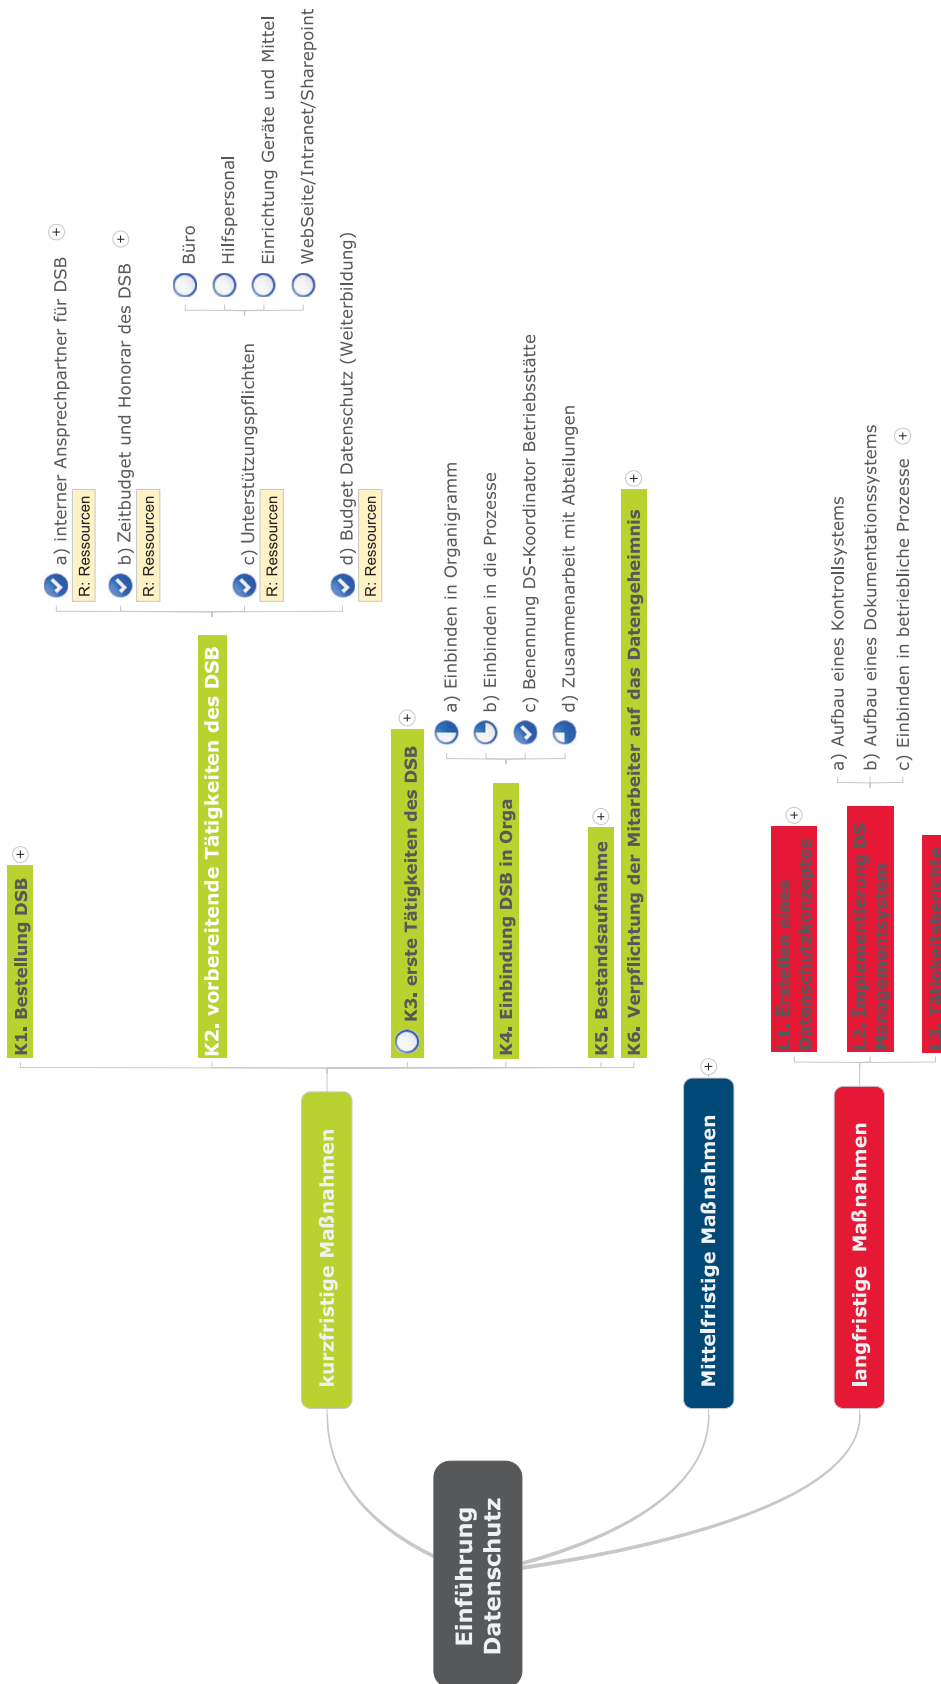 Einführung
Datenschutz
kurzfristige Maßnahmen
K1. Bestellung DSB
K2. vorbereitende Tätigkeiten des DSB
a) interner Ansprechpartner für DSB
R: Ressourcen
b) Zeitbudget und Honorar des DSB
R: Ressourcen
c) Unterstützungspflichten
R: Ressourcen
Büro
Hilfspersonal
Einrichtung Geräte und Mittel
WebSeite/Intranet/Sharepoint
d) Budget Datenschutz (Weiterbildung)
R: Ressourcen
K3. erste Tätigkeiten des DSB
K4. Einbindung DSB in Orga
a) Einbinden in Organigramm
b) Einbinden in die Prozesse
c) Benennung DS-Koordinator Betriebsstätte
d) Zusammenarbeit mit Abteilungen
K5. Bestandsaufnahme
K6. Verpflichtung der Mitarbeiter auf das Datengeheimnis
Mittelfristige Maßnahmen
langfristige Maßnahmen
L1. Erstellen eines
Datenschutzkonzeptes
L2. Implementierung DS
Managementsystem
a) Aufbau eines Kontrollsystems
b) Aufbau eines Dokumentationssystems
c) Einbinden in betriebliche Prozesse
L3. Tätigkeitsberichte